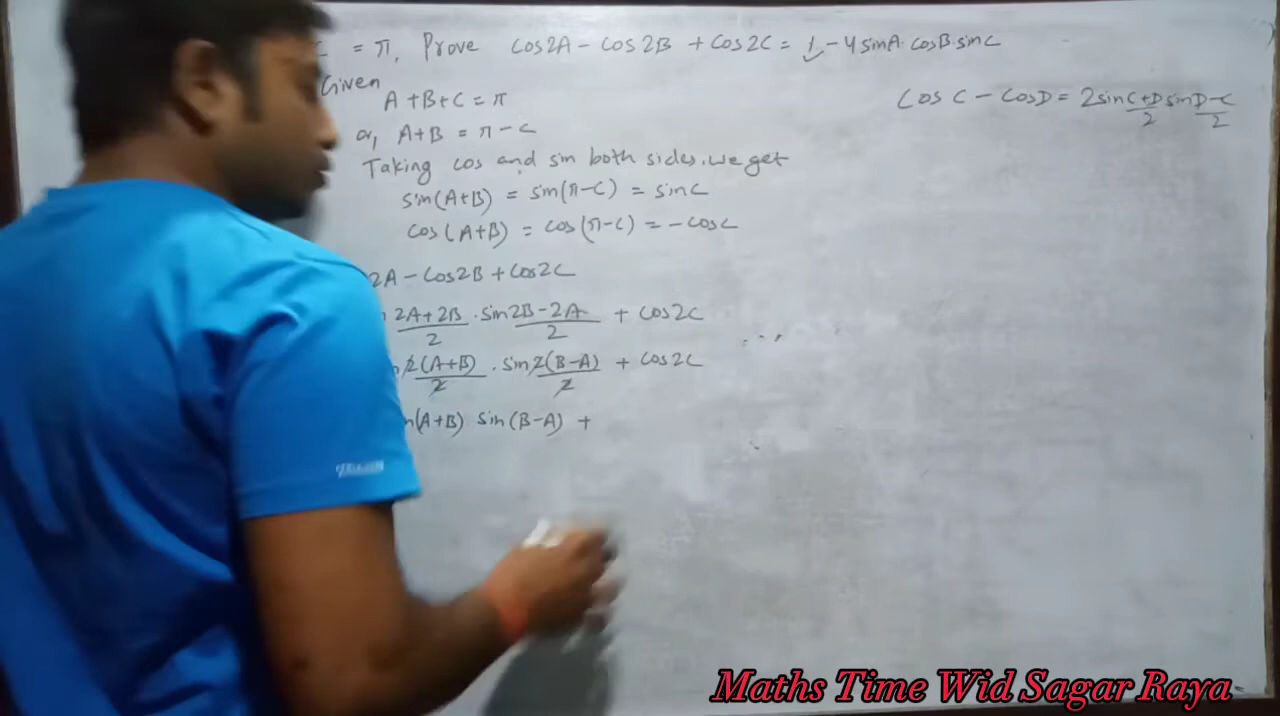 = π, Prove cos2A - cos2B + cos2C = 1 - 4 sinA. cosB. sinC
Given
A+B+C = π
or, A+B = π-C
Taking cos and sin both sides, we get
sin(A+B) = sin(π-C) = sinC
cos(A+B) = cos(π-C) = -cosC
2A - cos2B + cos2C
2A+2B/2 . sin 2B-2A/2 + cos2C
2(A+B)/2 . sin 2(B-A)/2 + cos2C
(A+B) sin(B-A) +
cos C - cosD = 2sin C+D/2 sin D-C/2
Maths Time Wid Sagar Raya